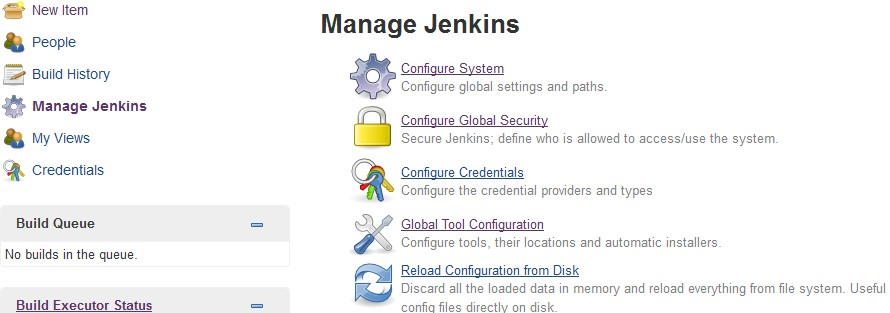 New Item
People
Build History
Manage Jenkins
My Views
Credentials
Build Queue
No builds in the queue.
Build Executor Status
Manage Jenkins
Configure System
Configure global settings and paths.
Configure Global Security
Secure Jenkins; define who is allowed to access/use the system.
Configure Credentials
Configure the credential providers and types
Global Tool Configuration
Configure tools, their locations and automatic installers.
Reload Configuration from Disk
Discard all the loaded data in memory and reload everything from file system. Useful
config files directly on disk.